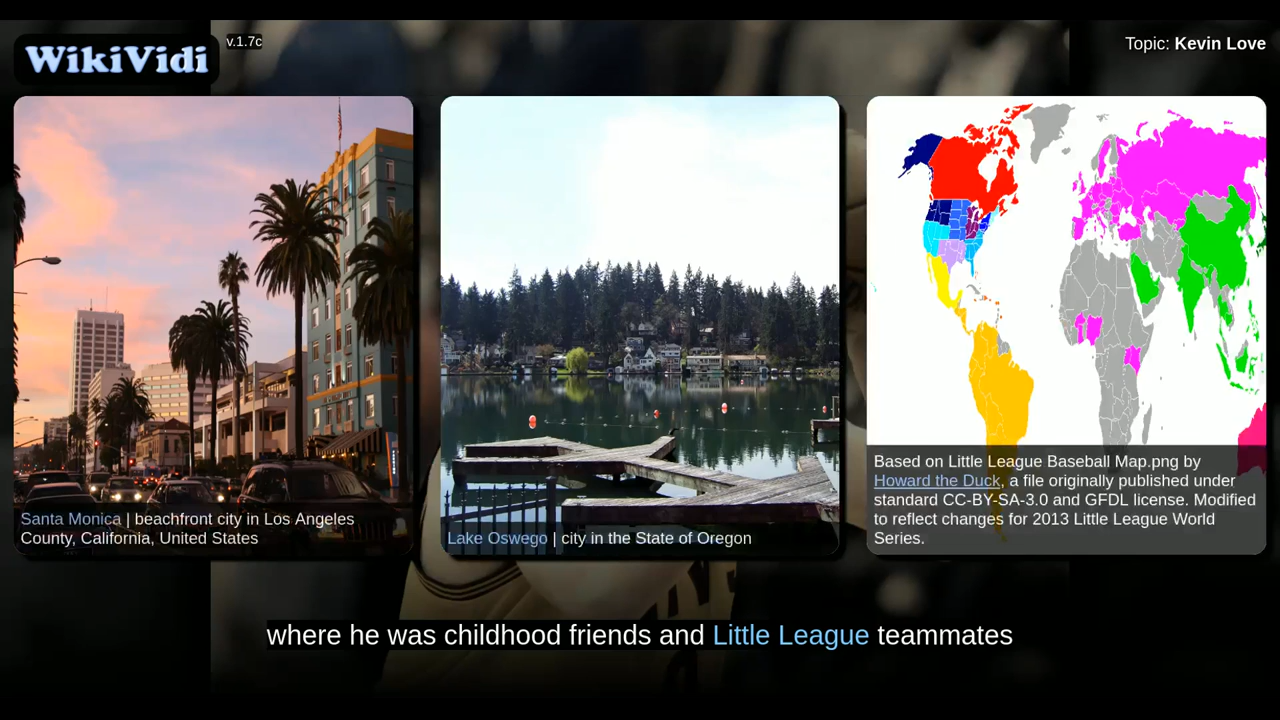 WikiVidi
v.1.7c
Topic: Kevin Love
Santa Monica | beachfront city in Los Angeles
County, California, United States
Lake Oswego | city in the State of Oregon
Based on Little League Baseball Map.png by
Howard the Duck, a file originally published under
standard CC-BY-SA-3.0 and GFDL license. Modified
to reflect changes for 2013 Little League World
Series.
where he was childhood friends and Little League teammates